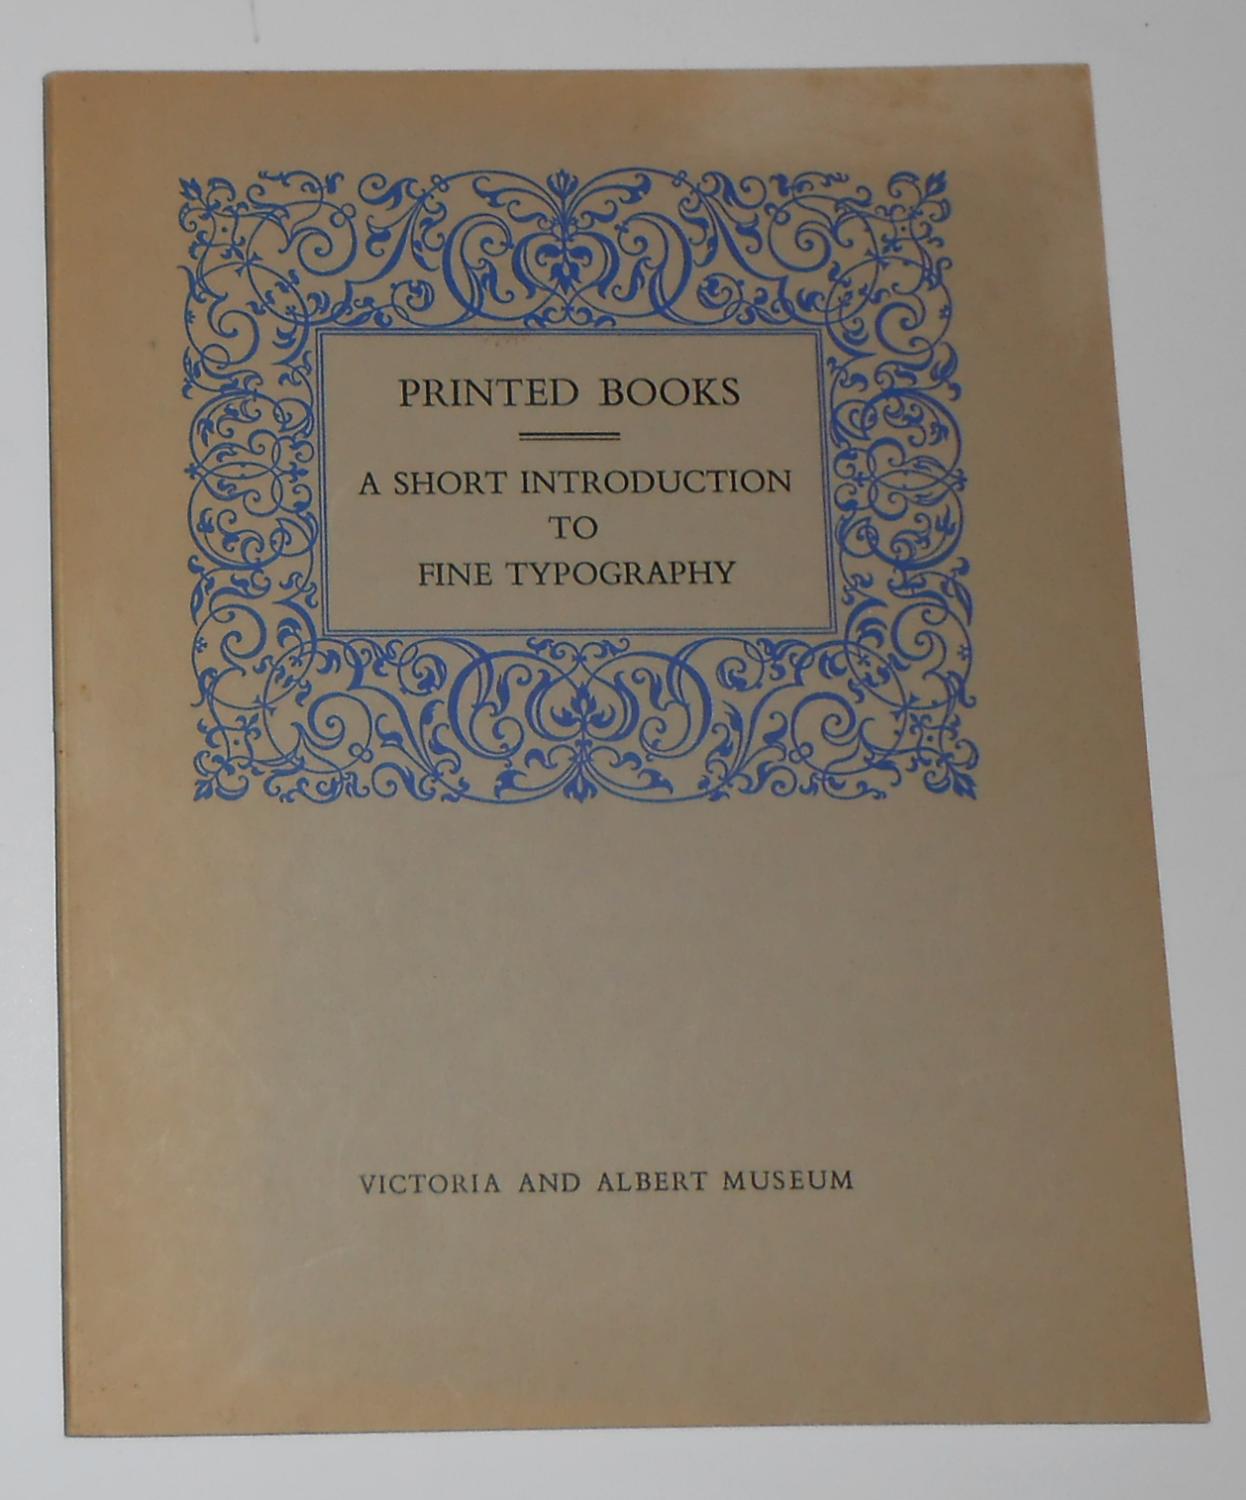 PRINTED BOOKS
A SHORT INTRODUCTION
TO
FINE TYPOGRAPHY
VICTORIA AND ALBERT MUSEUM